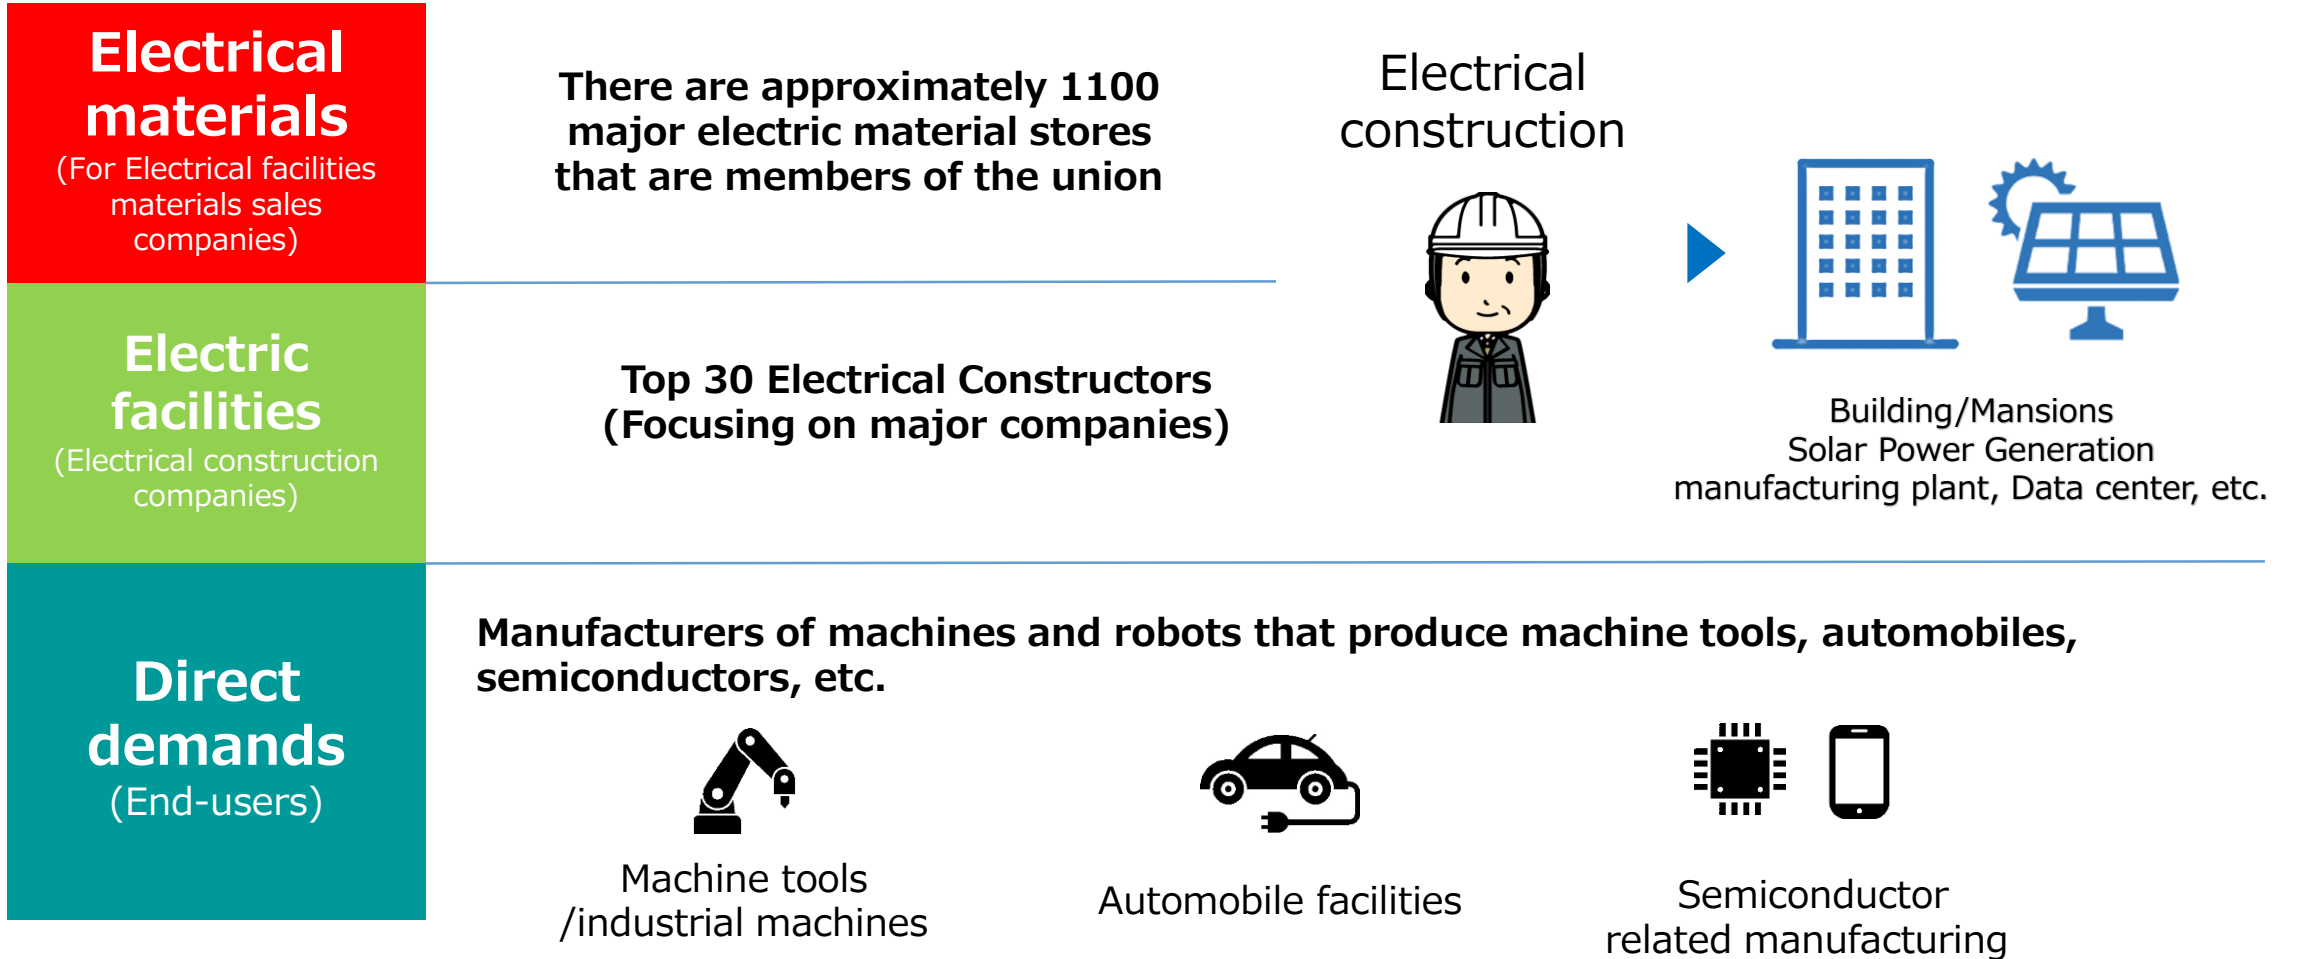 Electrical
materials
(For Electrical facilities
materials sales
companies)
There are approximately 1100
major electric material stores
that are members of the union
Electrical
construction
Electric
facilities
(Electrical construction
companies)
Top 30 Electrical Constructors
(Focusing on major companies)
Building/Mansions
Solar Power Generation
manufacturing plant, Data center, etc.
Direct
demands
(End-users)
Manufacturers of machines and robots that produce machine tools, automobiles,
semiconductors, etc.
Machine tools
/industrial machines
Automobile facilities
Semiconductor
related manufacturing